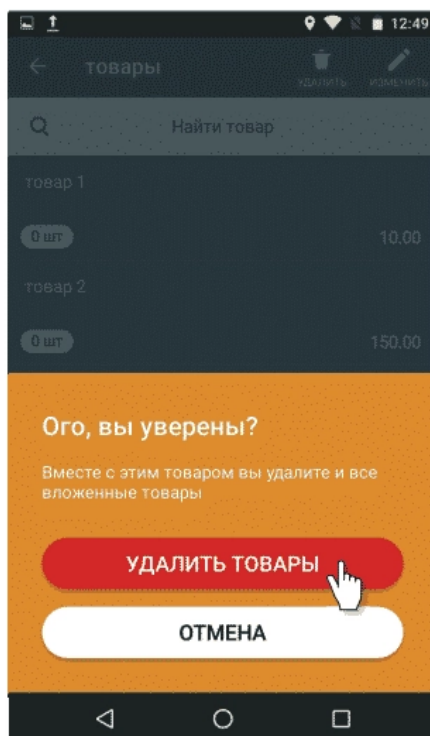 12:49
товары
УДАЛИТЬ
ИЗМЕНИТЬ
Найти товар
товар 1
0 шт
10.00
товар 2
0 шт
150.00
Ого, вы уверены?
Вместе с этим товаром вы удалите и все
вложенные товары
УДАЛИТЬ ТОВАРЫ
ОТМЕНА